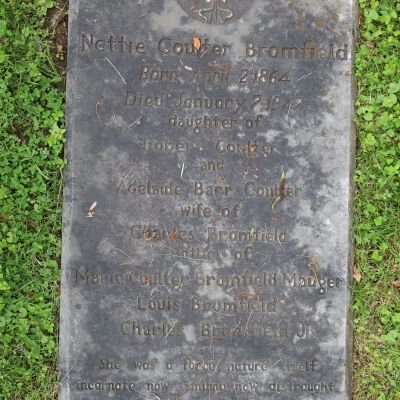 Nettie Coulter Bromfield
Born April 2 1864
Died January 7 1947
daughter of
Robert Coulter
and
Adelaide Barr Coulter
wife of
Charles Bromfield
mother of
Marie Coulter Bromfield Mauger
Louis Bromfield
Charles Bromfield Jr
She was a force nature itself
incarnate now smiling now distraught